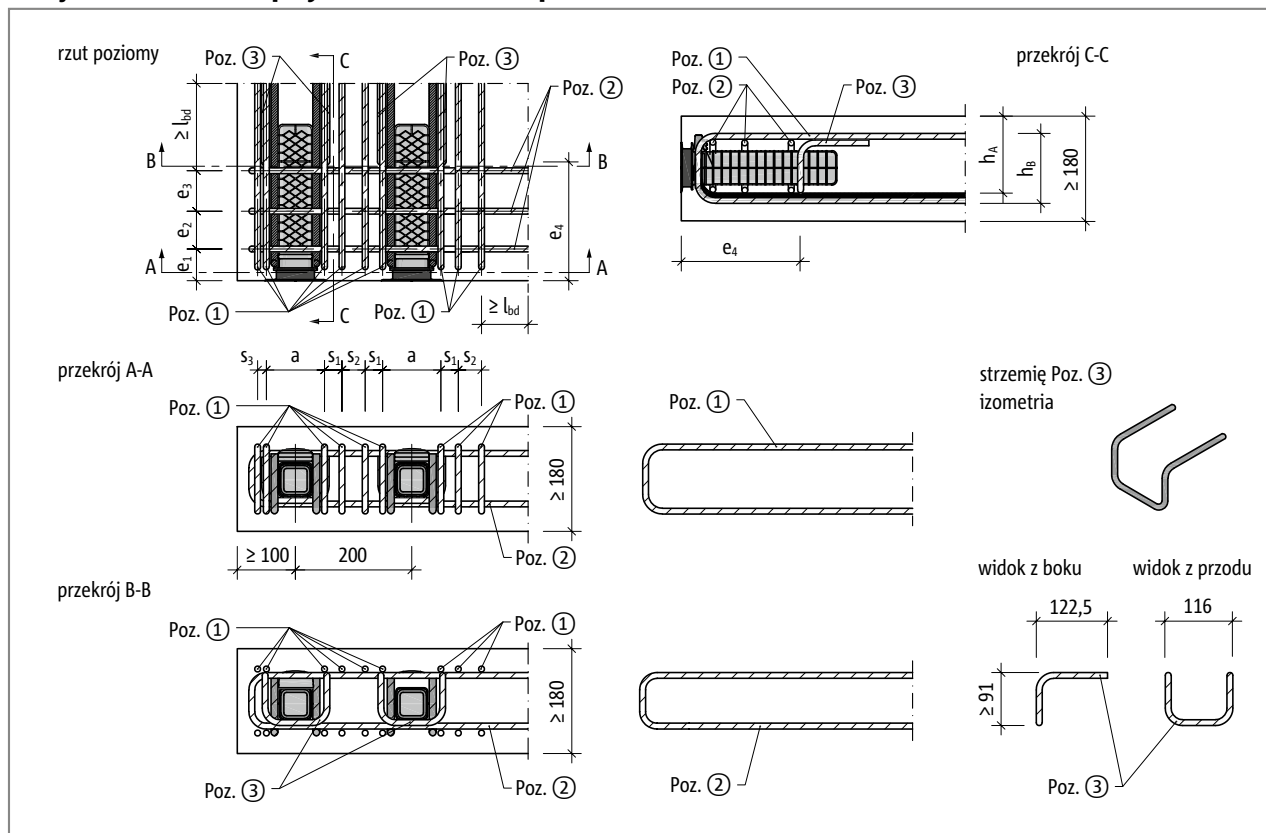 rzut poziomy
Poz. ③
C
Poz. ③
Poz. ②
≥ lbd
B
B
e3
e2
e1
e4
A
A
Poz. ①
C
Poz. ①
≥ lbd
Poz. ①
Poz. ②
Poz. ③
przekrój C-C
hA
hB
≥ 180
e4
przekrój A-A
s3
a
s1
s2
s1
a
s1
s2
Poz. ①
Poz. ①
≥ 180
Poz. ②
≥ 100
200
Poz. ①
strzemię Poz. ③
izometria
przekrój B-B
Poz. ①
Poz. ①
≥ 180
Poz. ③
Poz. ②
Poz. ②
widok z boku
widok z przodu
122,5
116
≥ 91
Poz. ③